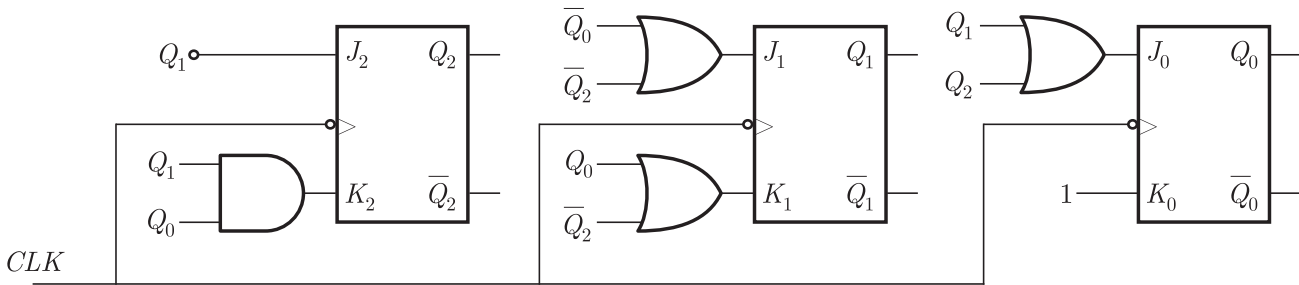 Q₁ J₂ Q₂
Q̅₀ Q̅₂ J₁ Q₁
Q₁ Q₂ J₀ Q₀
Q₁ Q₀ K₂ Q̅₂
Q₀ Q̅₂ K₁ Q̅₁
1 K₀ Q̅₀
CLK